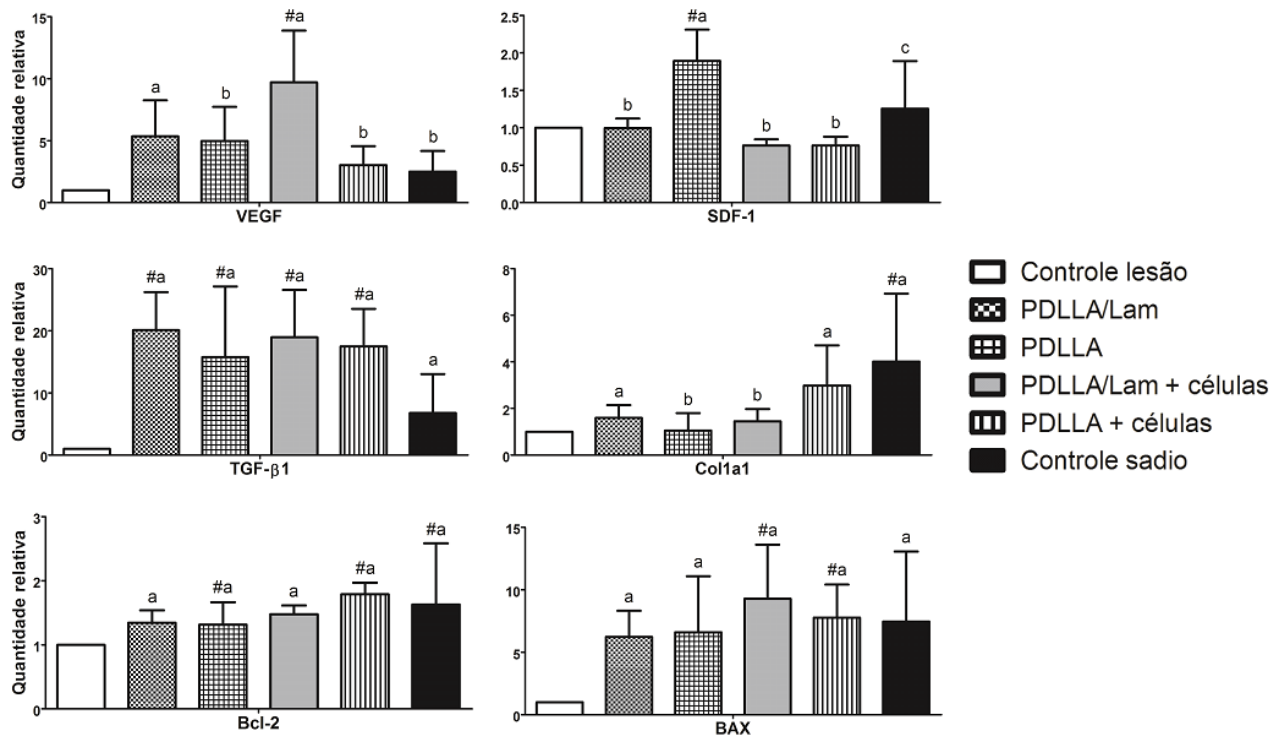 Quantidade relativa
15
10
5
0
a
b
#a
b
b
VEGF
2.5
2.0
1.5
1.0
0.5
0.0
b
#a
b
b
c
SDF-1
Quantidade relativa
30
20
10
0
#a
#a
#a
#a
a
TGF-β1
8
6
4
2
0
a
b
b
a
#a
Col1a1
Quantidade relativa
3
2
1
0
a
#a
a
#a
#a
Bcl-2
15
10
5
0
a
a
#a
#a
a
BAX
Controle lesão
PDLLA/Lam
PDLLA
PDLLA/Lam + células
PDLLA + células
Controle sadio